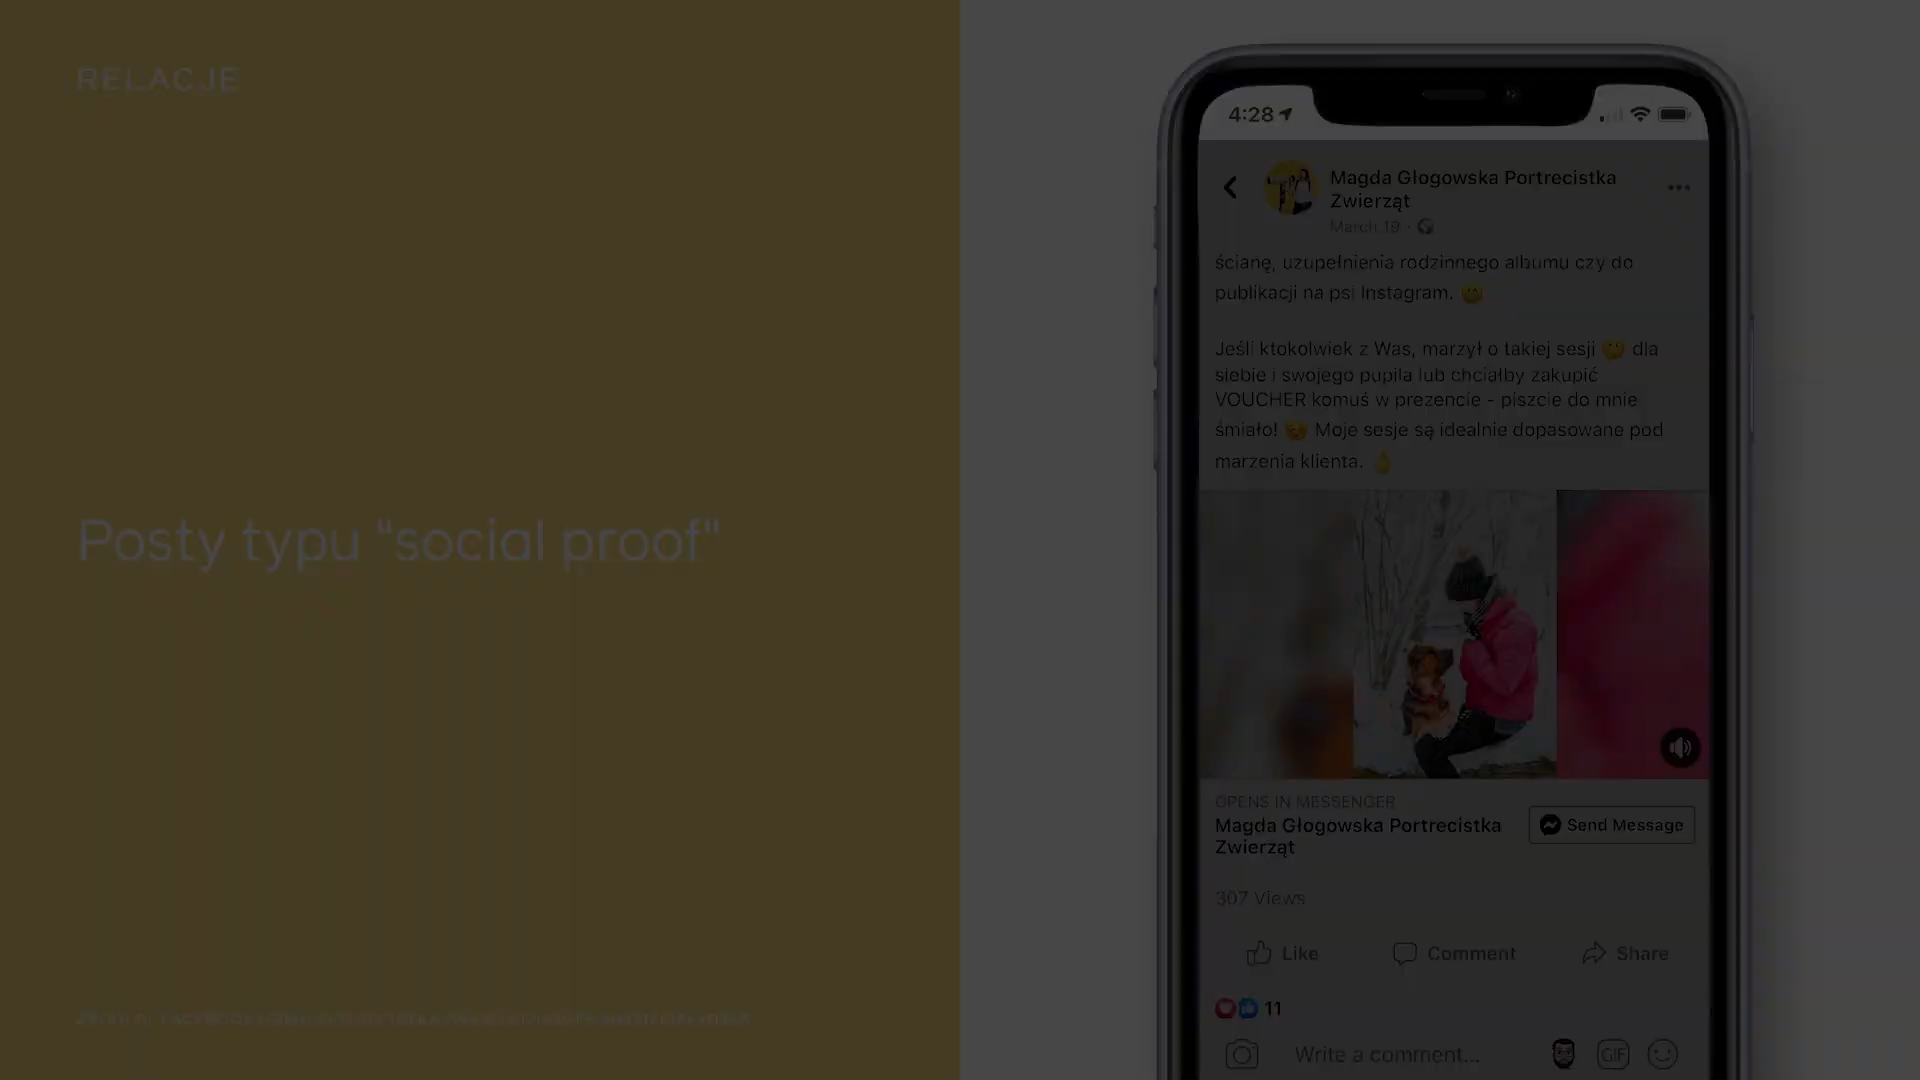 RELACJE
Posty typu "social proof"
4:28
Magda Głogowska Portrecistka
Zwierząt
March 19 ·
ścianę, uzupełnienia rodzinnego albumu czy do
publikacji na psi Instagram. 😁
Jeśli ktokolwiek z Was, marzył o takiej sesji 🤔 dla
siebie i swojego pupila lub chciałby zakupić
VOUCHER komuś w prezencie - piszcie do mnie
śmiało! 😌 Moje sesje są idealnie dopasowane pod
marzenia klienta. 👌
OPENS IN MESSENGER
Magda Głogowska Portrecistka
Zwierząt
Send Message
307 Views
Like
Comment
Share
11
Write a comment...
GIF